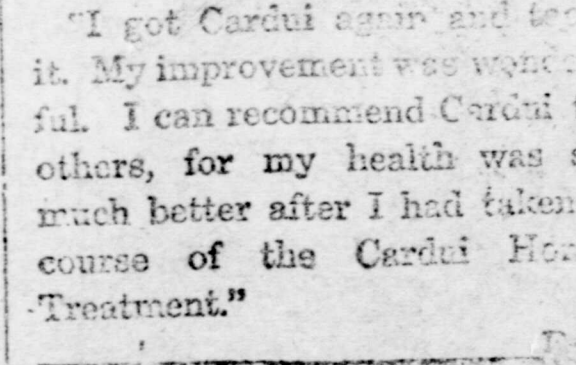 "I got Cardui again and
it. My improvement was
ful. I can recommend Cardui
others, for my health was
much better after I had taken
course of the Cardui
Treatment."